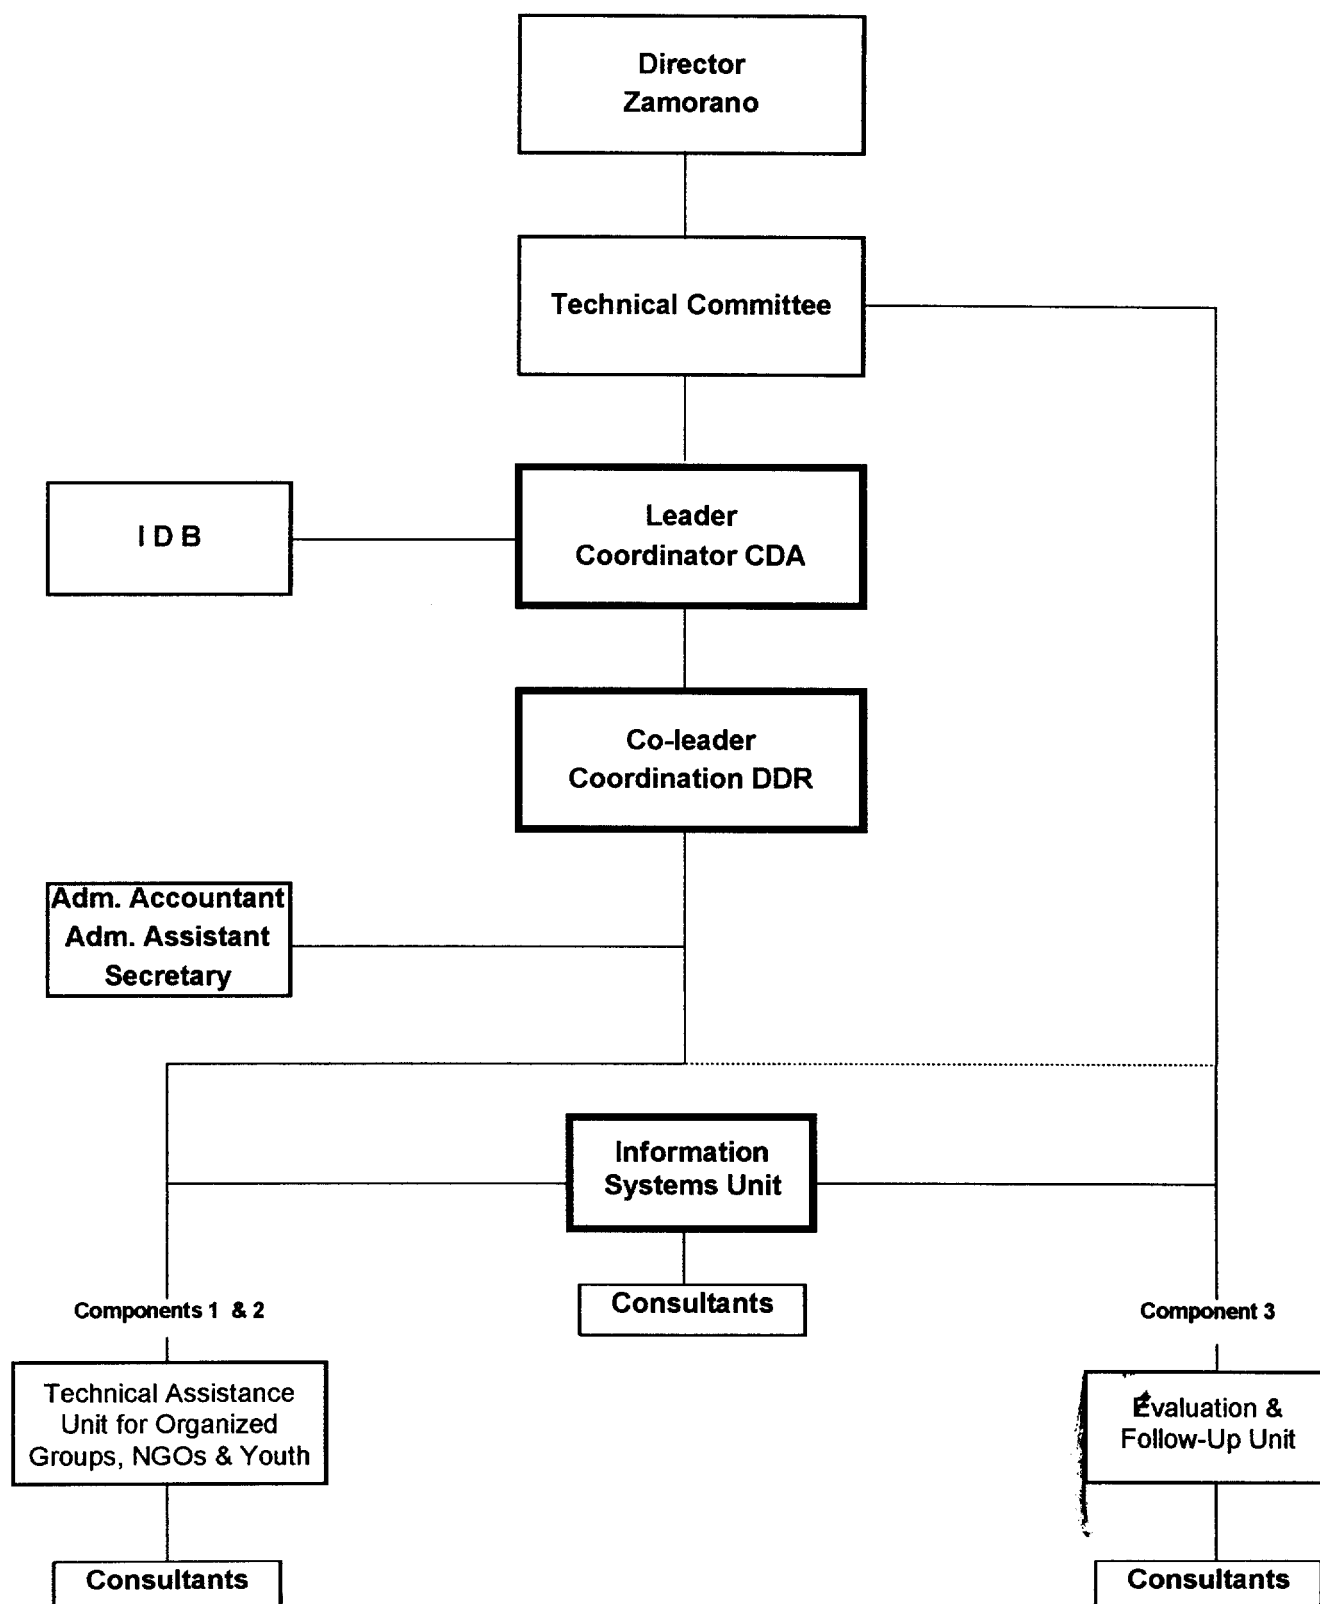 Director
Zamorano
Technical Committee
I D B
Leader
Coordinator CDA
Co-leader
Coordination DDR
Adm. Accountant
Adm. Assistant
Secretary
Information
Systems Unit
Consultants
Components 1 & 2
Component 3
Technical Assistance
Unit for Organized
Groups, NGOs & Youth
Evaluation &
Follow-Up Unit
Consultants
Consultants